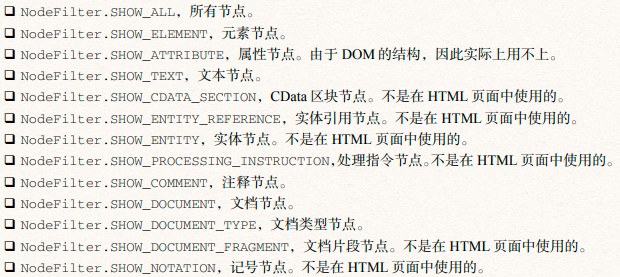 ❑ NodeFilter.SHOW_ALL，所有节点。
❑ NodeFilter.SHOW_ELEMENT，元素节点。
❑ NodeFilter.SHOW_ATTRIBUTE，属性节点。由于 DOM 的结构，因此实际上用不上。
❑ NodeFilter.SHOW_TEXT，文本节点。
❑ NodeFilter.SHOW_CDATA_SECTION，CData 区块节点。不是在 HTML 页面中使用的。
❑ NodeFilter.SHOW_ENTITY_REFERENCE，实体引用节点。不是在 HTML 页面中使用的。
❑ NodeFilter.SHOW_ENTITY，实体节点。不是在 HTML 页面中使用的。
❑ NodeFilter.SHOW_PROCESSING_INSTRUCTION，处理指令节点。不是在 HTML 页面中使用的。
❑ NodeFilter.SHOW_COMMENT，注释节点。
❑ NodeFilter.SHOW_DOCUMENT，文档节点。
❑ NodeFilter.SHOW_DOCUMENT_TYPE，文档类型节点。
❑ NodeFilter.SHOW_DOCUMENT_FRAGMENT，文档片段节点。不是在 HTML 页面中使用的。
❑ NodeFilter.SHOW_NOTATION，记号节点。不是在 HTML 页面中使用的。